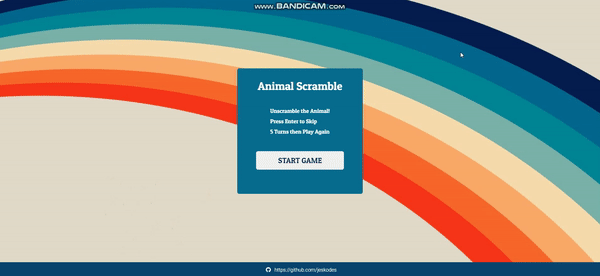 www.BANDICAM.com
Animal Scramble
Unscramble the Animal!
Press Enter to Skip
5 Turns then Play Again
START GAME
https://github.com/jeskodes